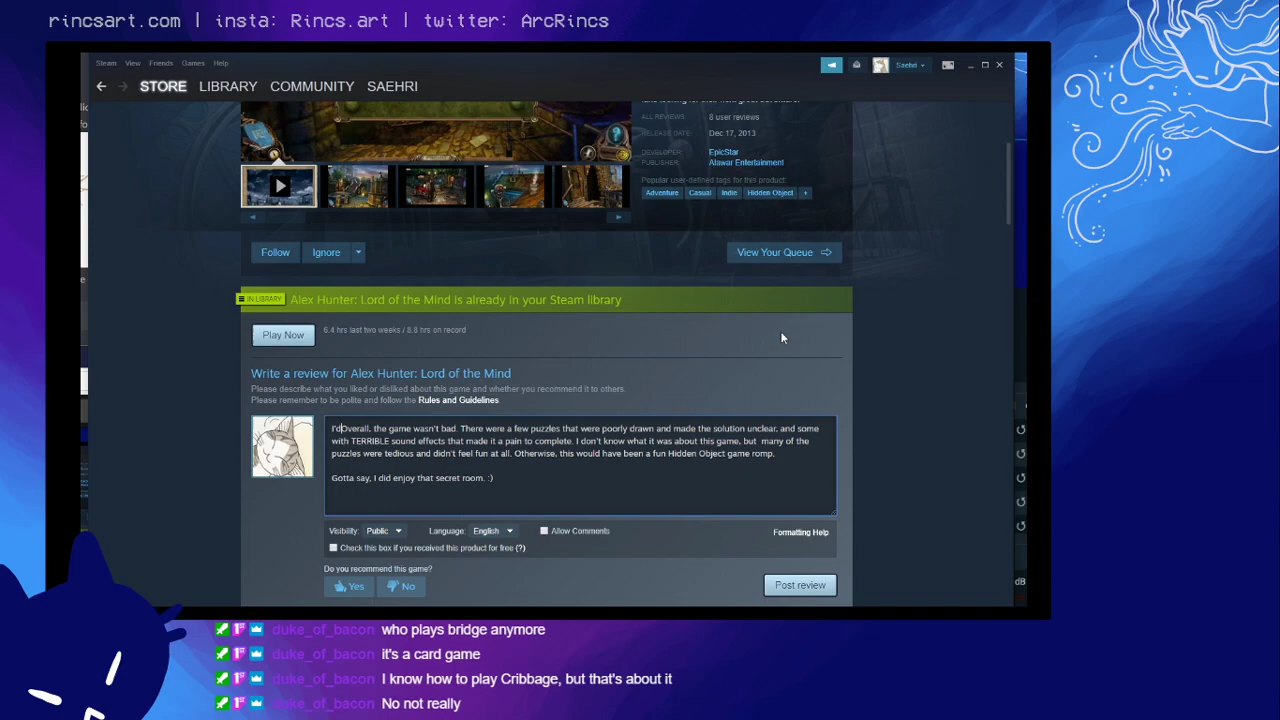 rincsart.com | insta: Rincs.art | twitter: ArcRincs
Steam View Friends Games Help
Saehri
STORE LIBRARY COMMUNITY SAEHRI
ALL REVIEWS: 8 user reviews
RELEASE DATE: Dec 17, 2013
DEVELOPER: EpicStar
PUBLISHER: Alawar Entertainment
Popular user-defined tags for this product:
Adventure Casual Indie Hidden Object +
Follow Ignore View Your Queue
IN LIBRARY Alex Hunter: Lord of the Mind is already in your Steam library
Play Now 6.4 hrs last two weeks / 8.8 hrs on record
Write a review for Alex Hunter: Lord of the Mind
Please describe what you liked or disliked about this game and whether you recommend it to others.
Please remember to be polite and follow the Rules and Guidelines.
I'dOverall, the game wasn't bad. There were a few puzzles that were poorly drawn and made the solution unclear, and some
with TERRIBLE sound effects that made it a pain to complete. I don't know what it was about this game, but many of the
puzzles were tedious and didn't feel fun at all. Otherwise, this would have been a fun Hidden Object game romp.
Gotta say, I did enjoy that secret room. :)
Visibility: Public Language: English Allow Comments Formatting Help
Check this box if you received this product for free (?)
Do you recommend this game?
Yes No Post review
duke_of_bacon who plays bridge anymore
duke_of_bacon it's a card game
duke_of_bacon I know how to play Cribbage, but that's about it
duke_of_bacon No not really